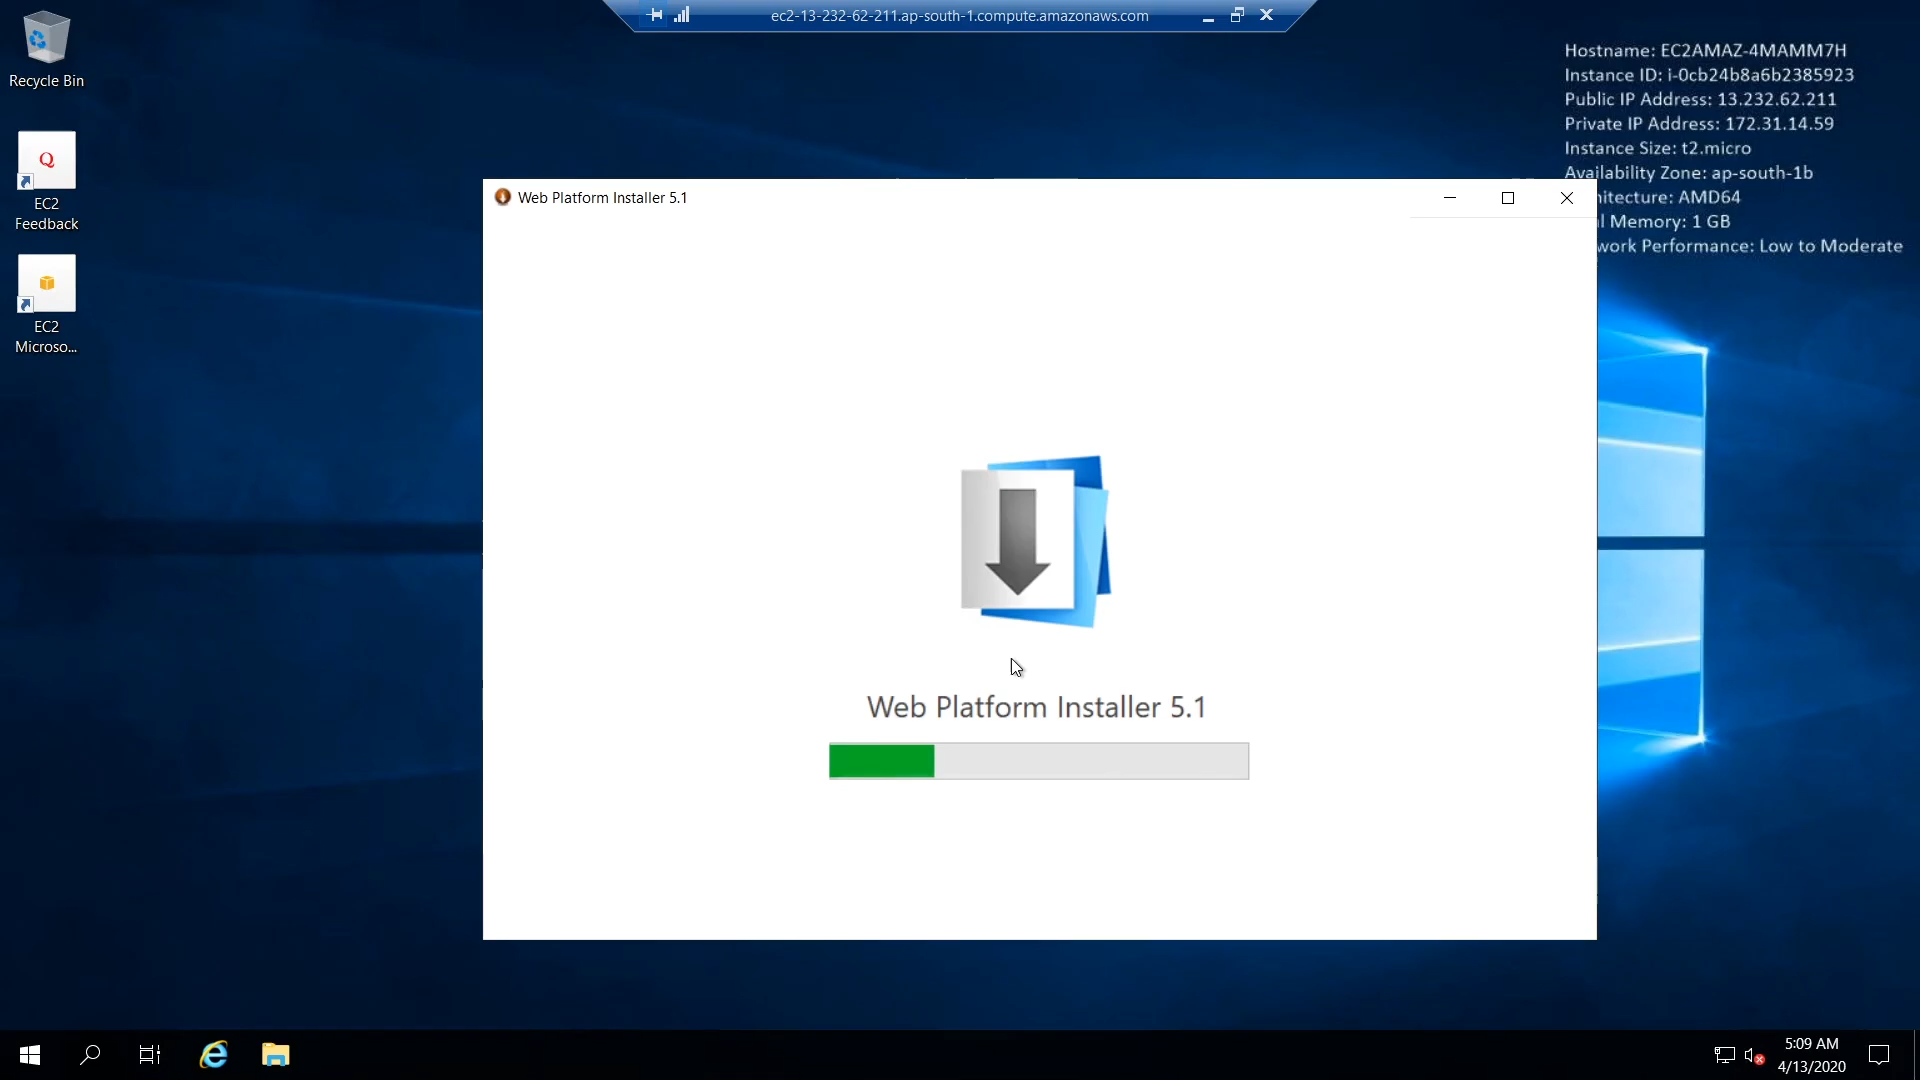 ec2-13-232-62-211.ap-south-1.compute.amazonaws.com
Recycle Bin
Q
EC2
Feedback
EC2
Microso...
Hostname: EC2AMAZ-4MAMM7H
Instance ID: i-0cb24b8a6b2385923
Public IP Address: 13.232.62.211
Private IP Address: 172.31.14.59
Instance Size: t2.micro
Availability Zone: ap-south-1b
hitecture: AMD64
l Memory: 1 GB
work Performance: Low to Moderate
Web Platform Installer 5.1
Web Platform Installer 5.1
5:09 AM
4/13/2020